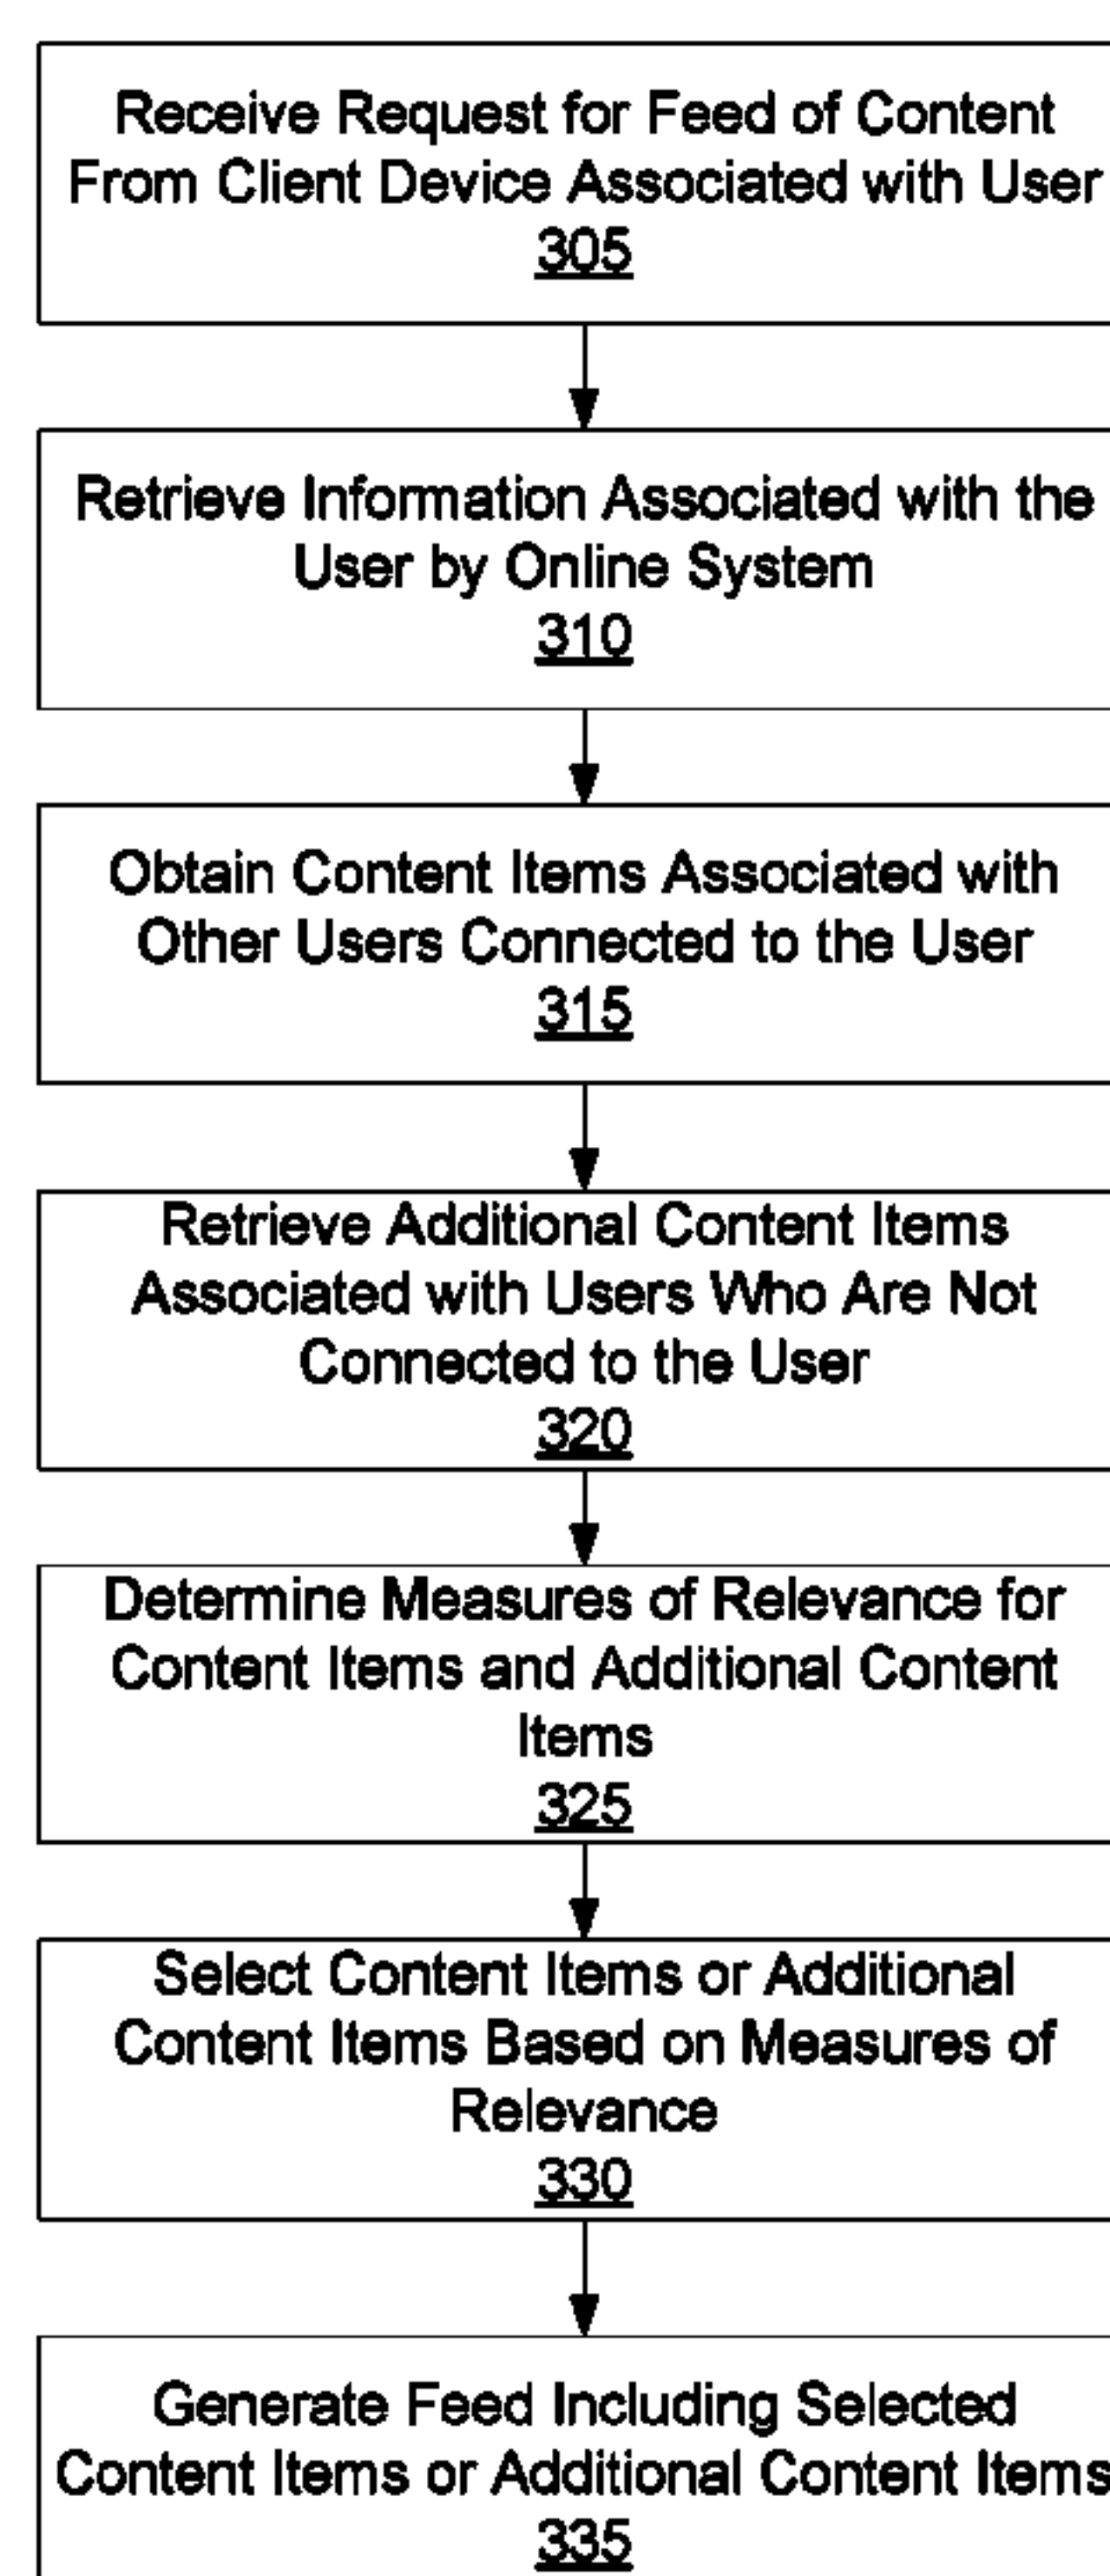 Receive Request for Feed of Content
From Client Device Associated with User
305
Retrieve Information Associated with the
User by Online System
310
Obtain Content Items Associated with
Other Users Connected to the User
315
Retrieve Additional Content Items
Associated with Users Who Are Not
Connected to the User
320
Determine Measures of Relevance for
Content Items and Additional Content
Items
325
Select Content Items or Additional
Content Items Based on Measures of
Relevance
330
Generate Feed Including Selected
Content Items or Additional Content Items
335